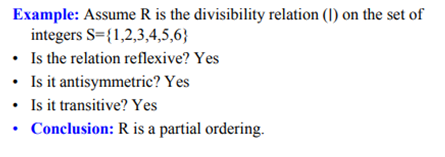 Example: Assume R is the divisibility relation (|) on the set of
integers S={1,2,3,4,5,6}
• Is the relation reflexive? Yes
• Is it antisymmetric? Yes
• Is it transitive? Yes
• Conclusion: R is a partial ordering.